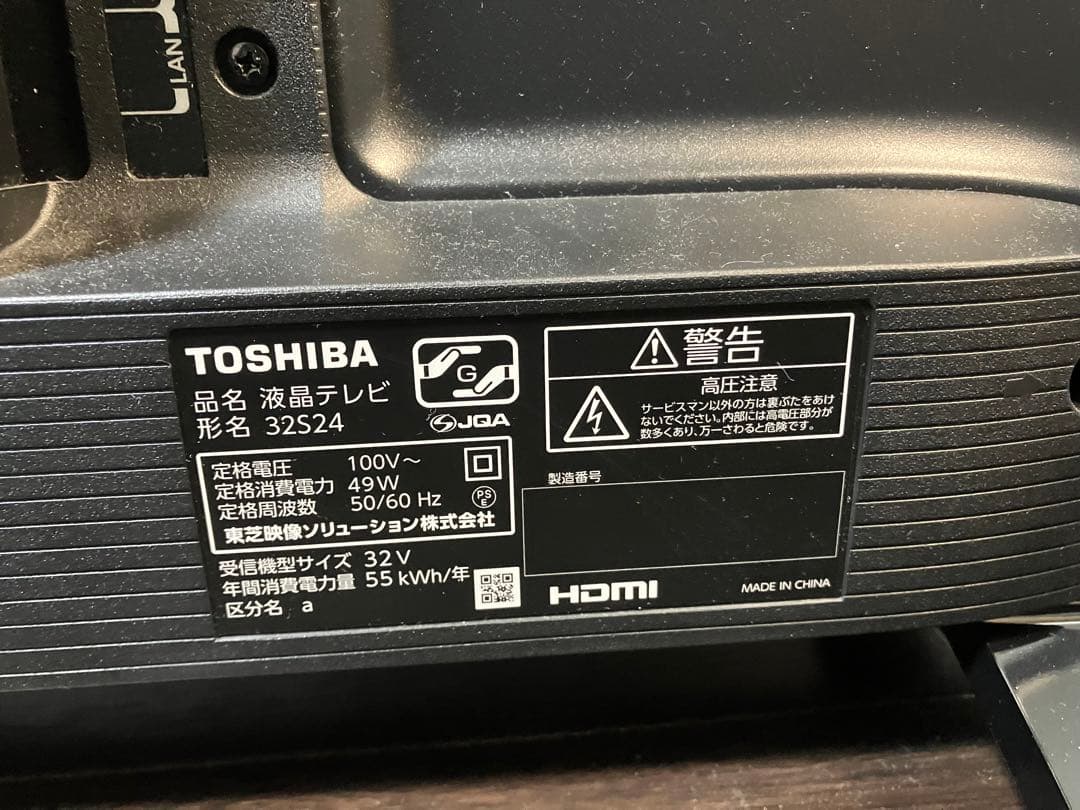 LAN
TOSHIBA
G
JQA
品名 液晶テレビ
形名 32S24
定格電圧 100V～
定格消費電力 49W
定格周波数 50/60 Hz
PS
E
東芝映像ソリューション株式会社
受信機型サイズ 32V
年間消費電力量 55kWh/年
区分名 a
警告
高圧注意
サービスマン以外の方は裏ぶたをあけ
ないでください。内部には高電圧部分が
数多くあり、万一さわると危険です。
製造番号
HDMI
MADE IN CHINA